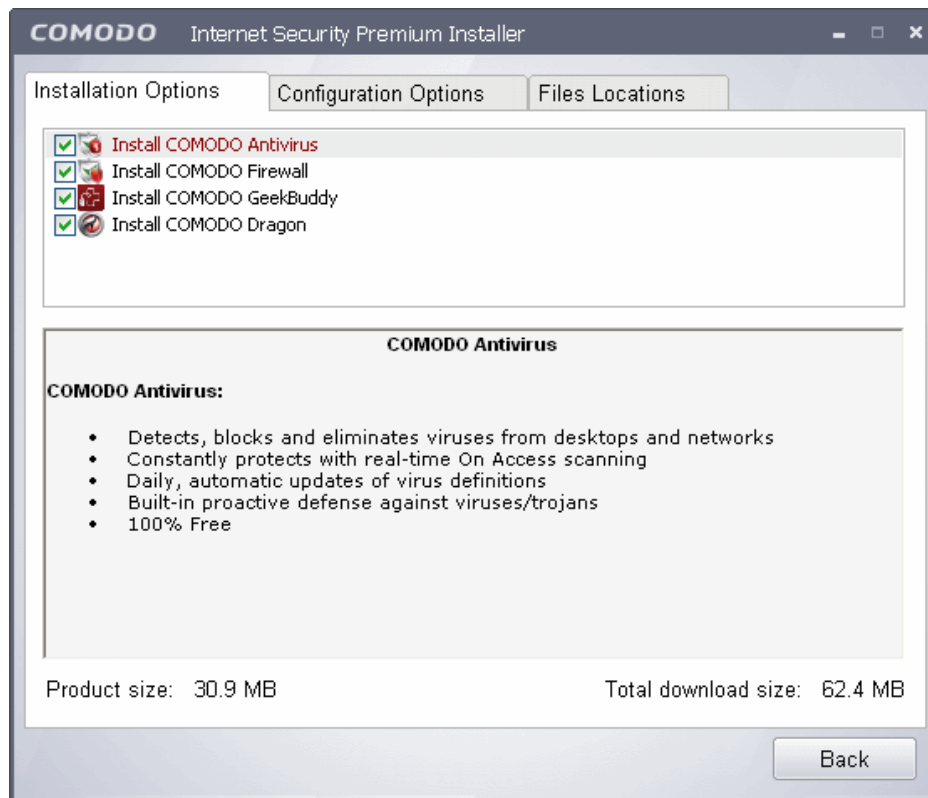 COMODO Internet Security Premium Installer
Installation Options Configuration Options Files Locations
Install COMODO Antivirus
Install COMODO Firewall
Install COMODO GeekBuddy
Install COMODO Dragon
COMODO Antivirus
COMODO Antivirus:
• Detects, blocks and eliminates viruses from desktops and networks
• Constantly protects with real-time On Access scanning
• Daily, automatic updates of virus definitions
• Built-in proactive defense against viruses/trojans
• 100% Free
Product size: 30.9 MB Total download size: 62.4 MB
Back